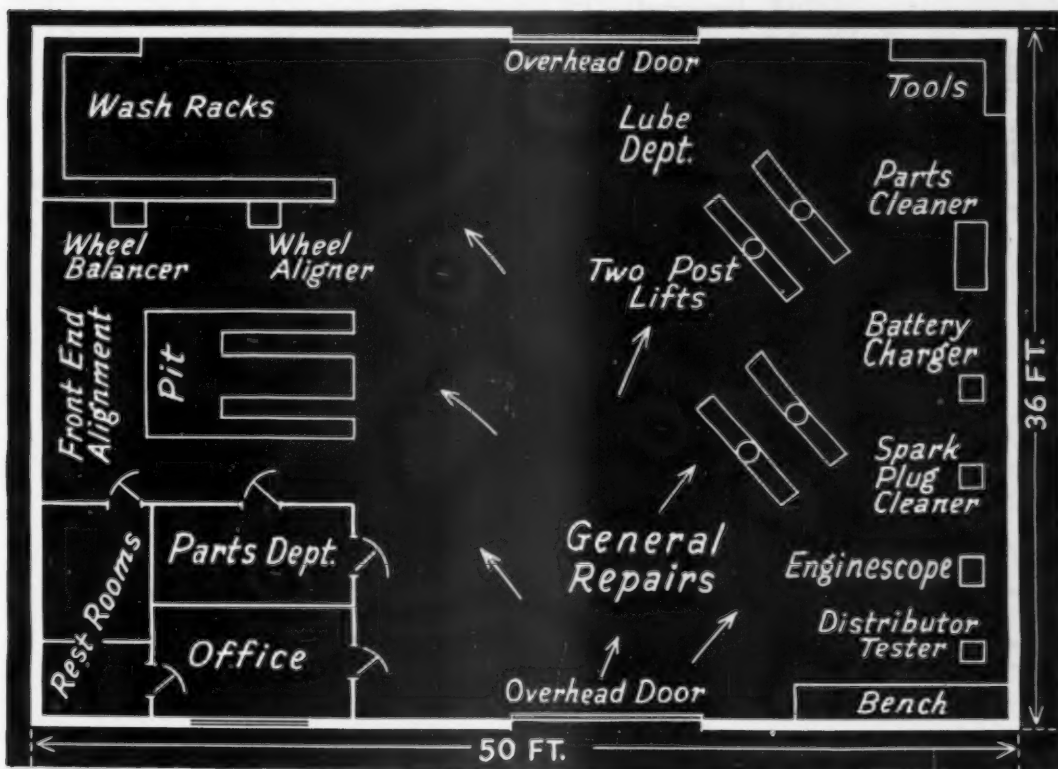 Overhead Door
Tools
Wash Racks
Lube
Dept.
Parts
Cleaner
Wheel
Balancer
Wheel
Aligner
Two Post
Lifts
Front End
Alignment
Pit
Battery
Charger
36 FT.
Spark
Plug
Cleaner
General
Repairs
Parts Dept.
Rest Rooms
Enginescope
Office
Distributor
Tester
Overhead Door
Bench
50 FT.